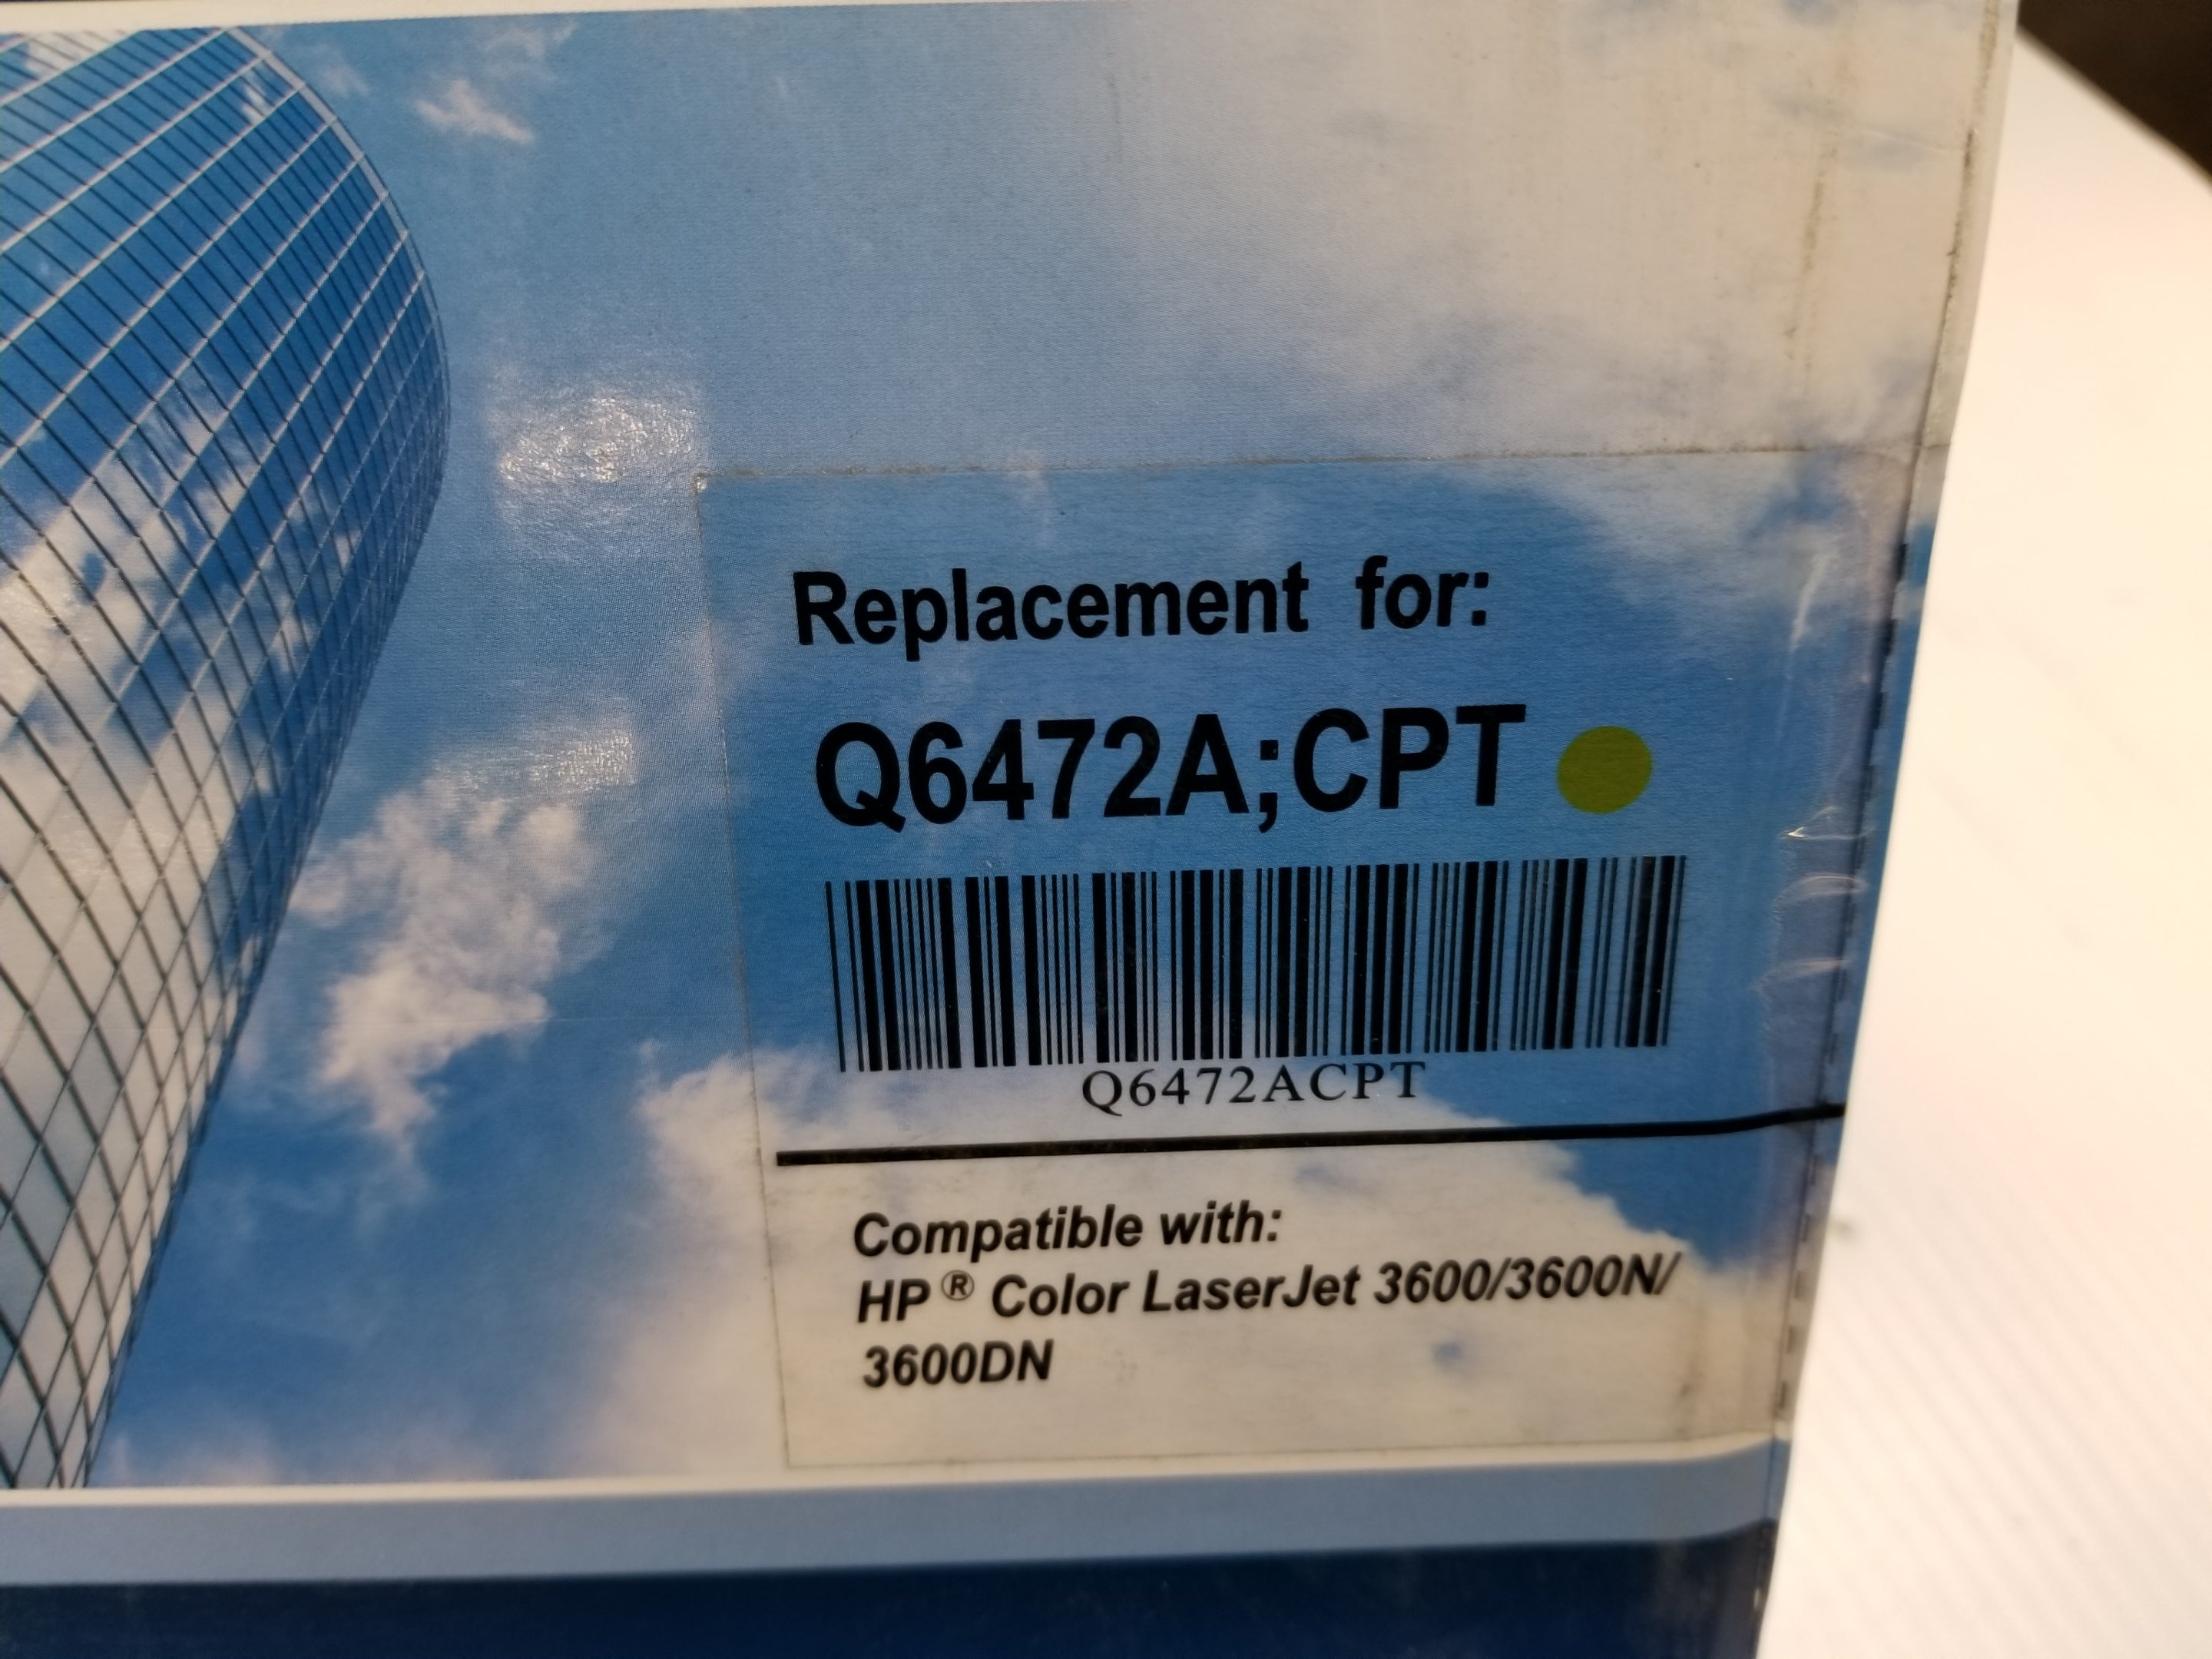 Replacement for:
Q6472A;CPT
Q6472ACPT
Compatible with:
HP ® Color LaserJet 3600/3600N/
3600DN